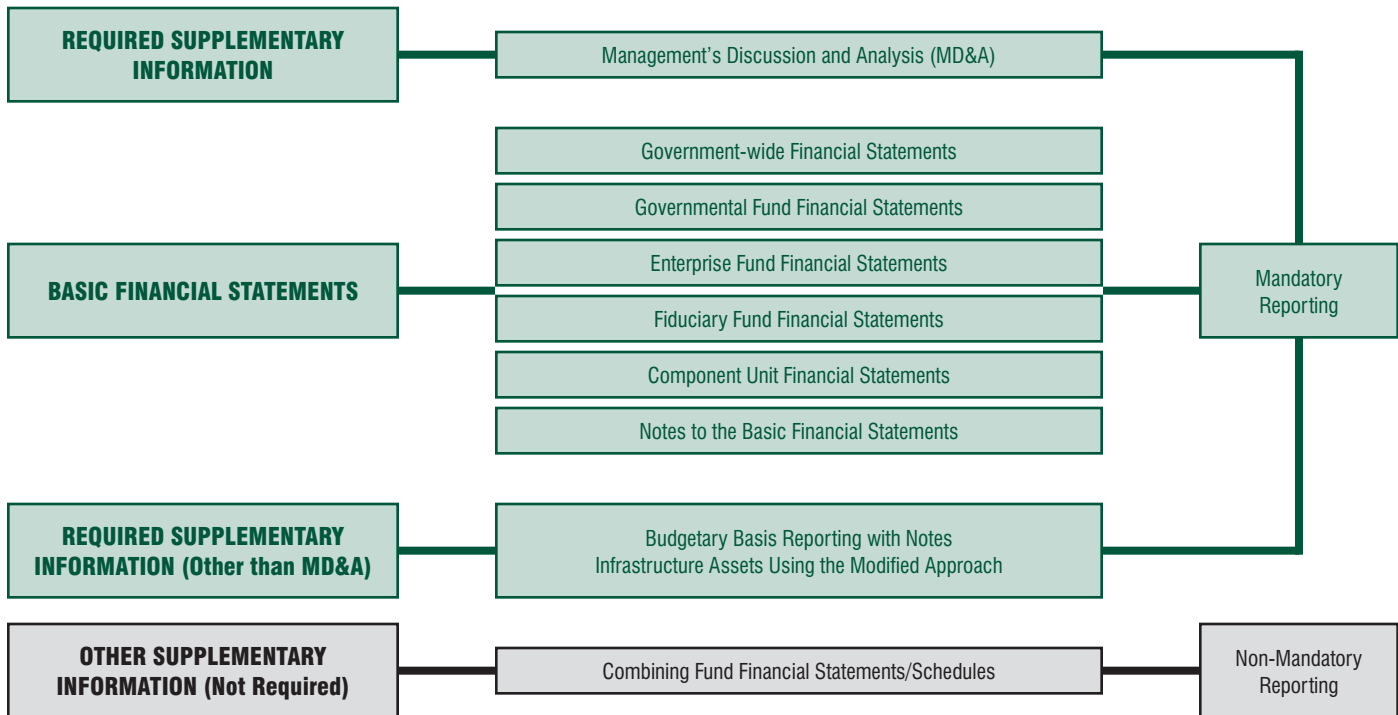 REQUIRED SUPPLEMENTARY
INFORMATION
Management’s Discussion and Analysis (MD&A)
Government-wide Financial Statements
Governmental Fund Financial Statements
Enterprise Fund Financial Statements
BASIC FINANCIAL STATEMENTS
Mandatory
Reporting
Fiduciary Fund Financial Statements
Component Unit Financial Statements
Notes to the Basic Financial Statements
REQUIRED SUPPLEMENTARY
INFORMATION (Other than MD&A)
Budgetary Basis Reporting with Notes
Infrastructure Assets Using the Modified Approach
OTHER SUPPLEMENTARY
INFORMATION (Not Required)
Combining Fund Financial Statements/Schedules
Non-Mandatory
Reporting